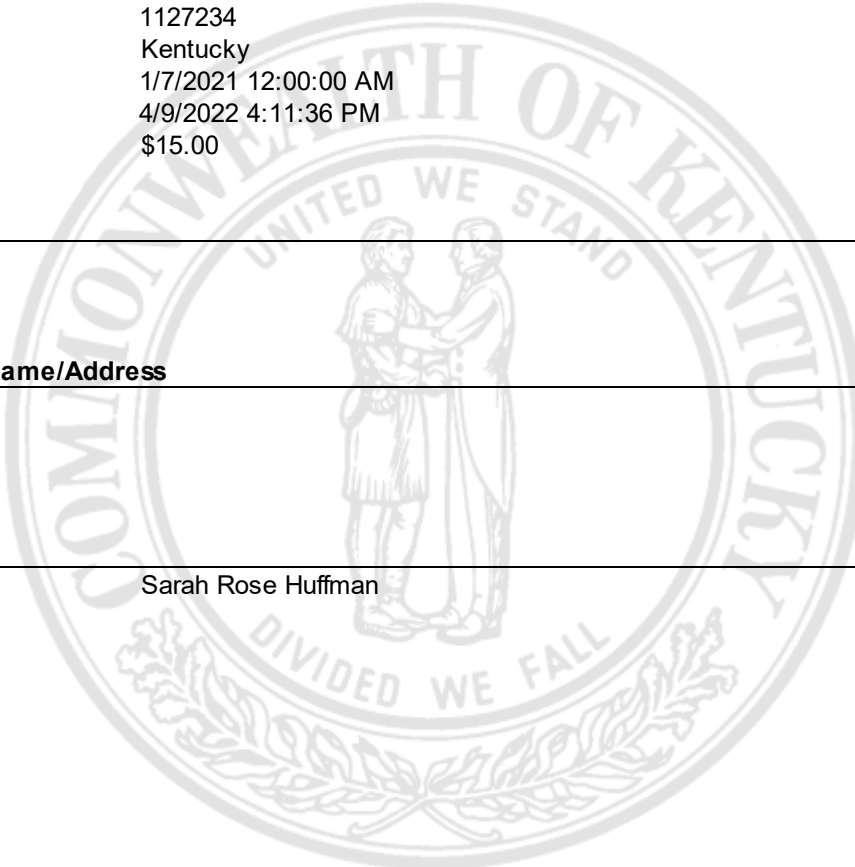 1127234
Kentucky
1/7/2021 12:00:00 AM
4/9/2022 4:11:36 PM
$15.00
COMMONWEALTH OF KENTUCKY
UNITED WE STAND
ame/Address
Sarah Rose Huffman
DIVIDED WE FALL